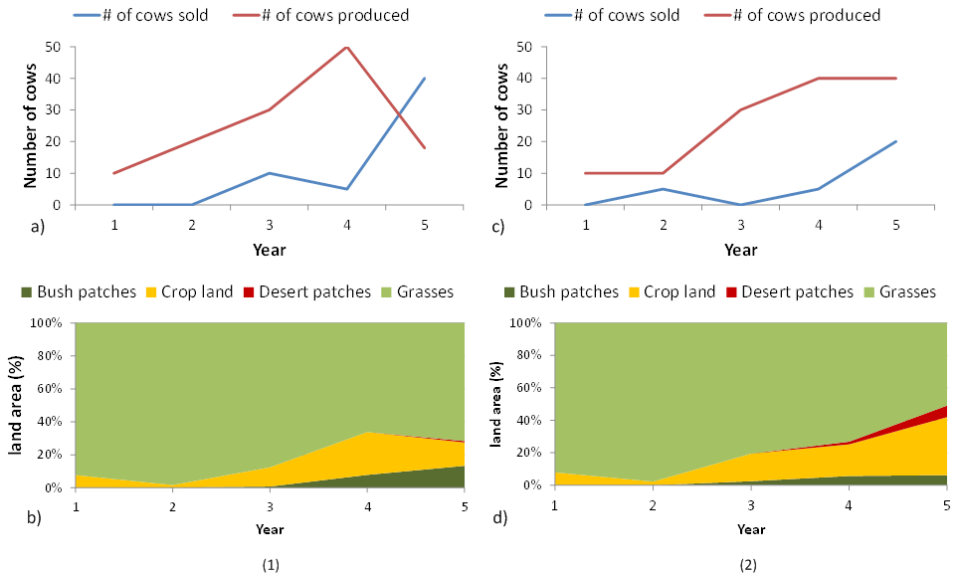 # of cows sold # of cows produced
50
40
30
20
10
0
Number of cows
1 2 3 4 5
a)
Year
# of cows sold # of cows produced
50
40
30
20
10
0
Number of cows
1 2 3 4 5
c)
Year
Bush patches Crop land Desert patches Grasses
100%
80%
60%
40%
20%
0%
land area (%)
1 2 3 4 5
b)
Year
(1)
Bush patches Crop land Desert patches Grasses
100%
80%
60%
40%
20%
0%
land area (%)
1 2 3 4 5
d)
Year
(2)